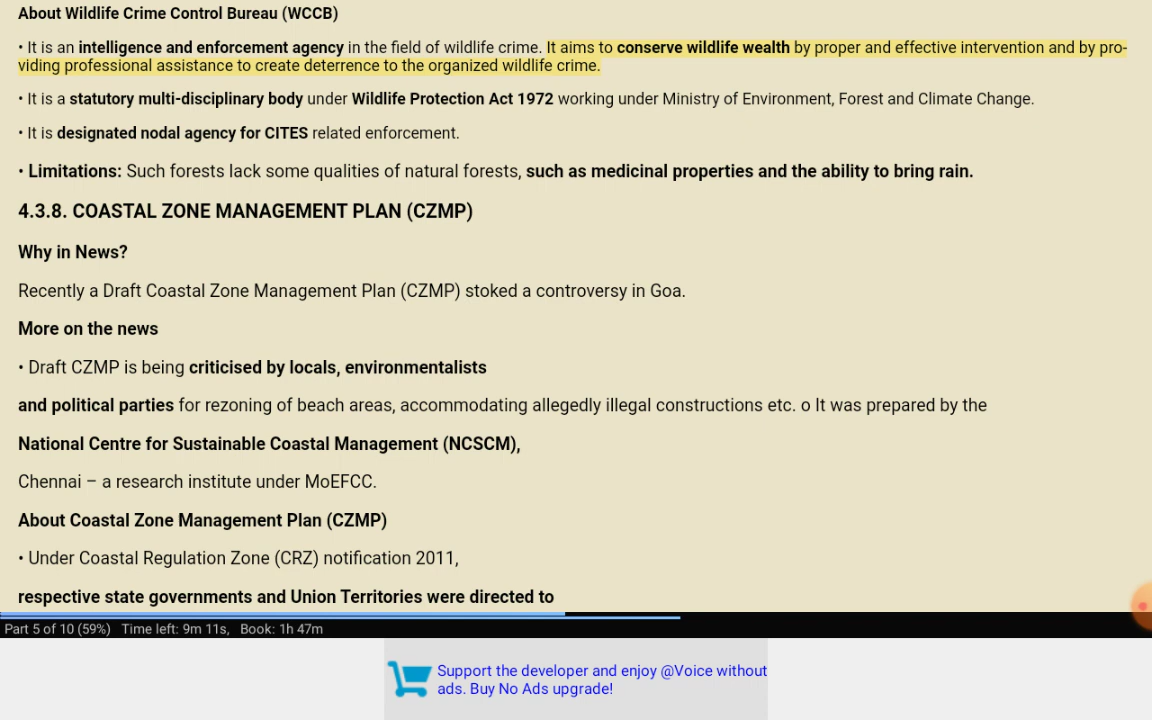 About Wildlife Crime Control Bureau (WCCB)
• It is an intelligence and enforcement agency in the field of wildlife crime. It aims to conserve wildlife wealth by proper and effective intervention and by pro-
viding professional assistance to create deterrence to the organized wildlife crime.
• It is a statutory multi-disciplinary body under Wildlife Protection Act 1972 working under Ministry of Environment, Forest and Climate Change.
• It is designated nodal agency for CITES related enforcement.
• Limitations: Such forests lack some qualities of natural forests, such as medicinal properties and the ability to bring rain.
4.3.8. COASTAL ZONE MANAGEMENT PLAN (CZMP)
Why in News?
Recently a Draft Coastal Zone Management Plan (CZMP) stoked a controversy in Goa.
More on the news
• Draft CZMP is being criticised by locals, environmentalists
and political parties for rezoning of beach areas, accommodating allegedly illegal constructions etc. o It was prepared by the
National Centre for Sustainable Coastal Management (NCSCM),
Chennai – a research institute under MoEFCC.
About Coastal Zone Management Plan (CZMP)
• Under Coastal Regulation Zone (CRZ) notification 2011,
respective state governments and Union Territories were directed to
Part 5 of 10 (59%) Time left: 9m 11s, Book: 1h 47m
Support the developer and enjoy @Voice without
ads. Buy No Ads upgrade!